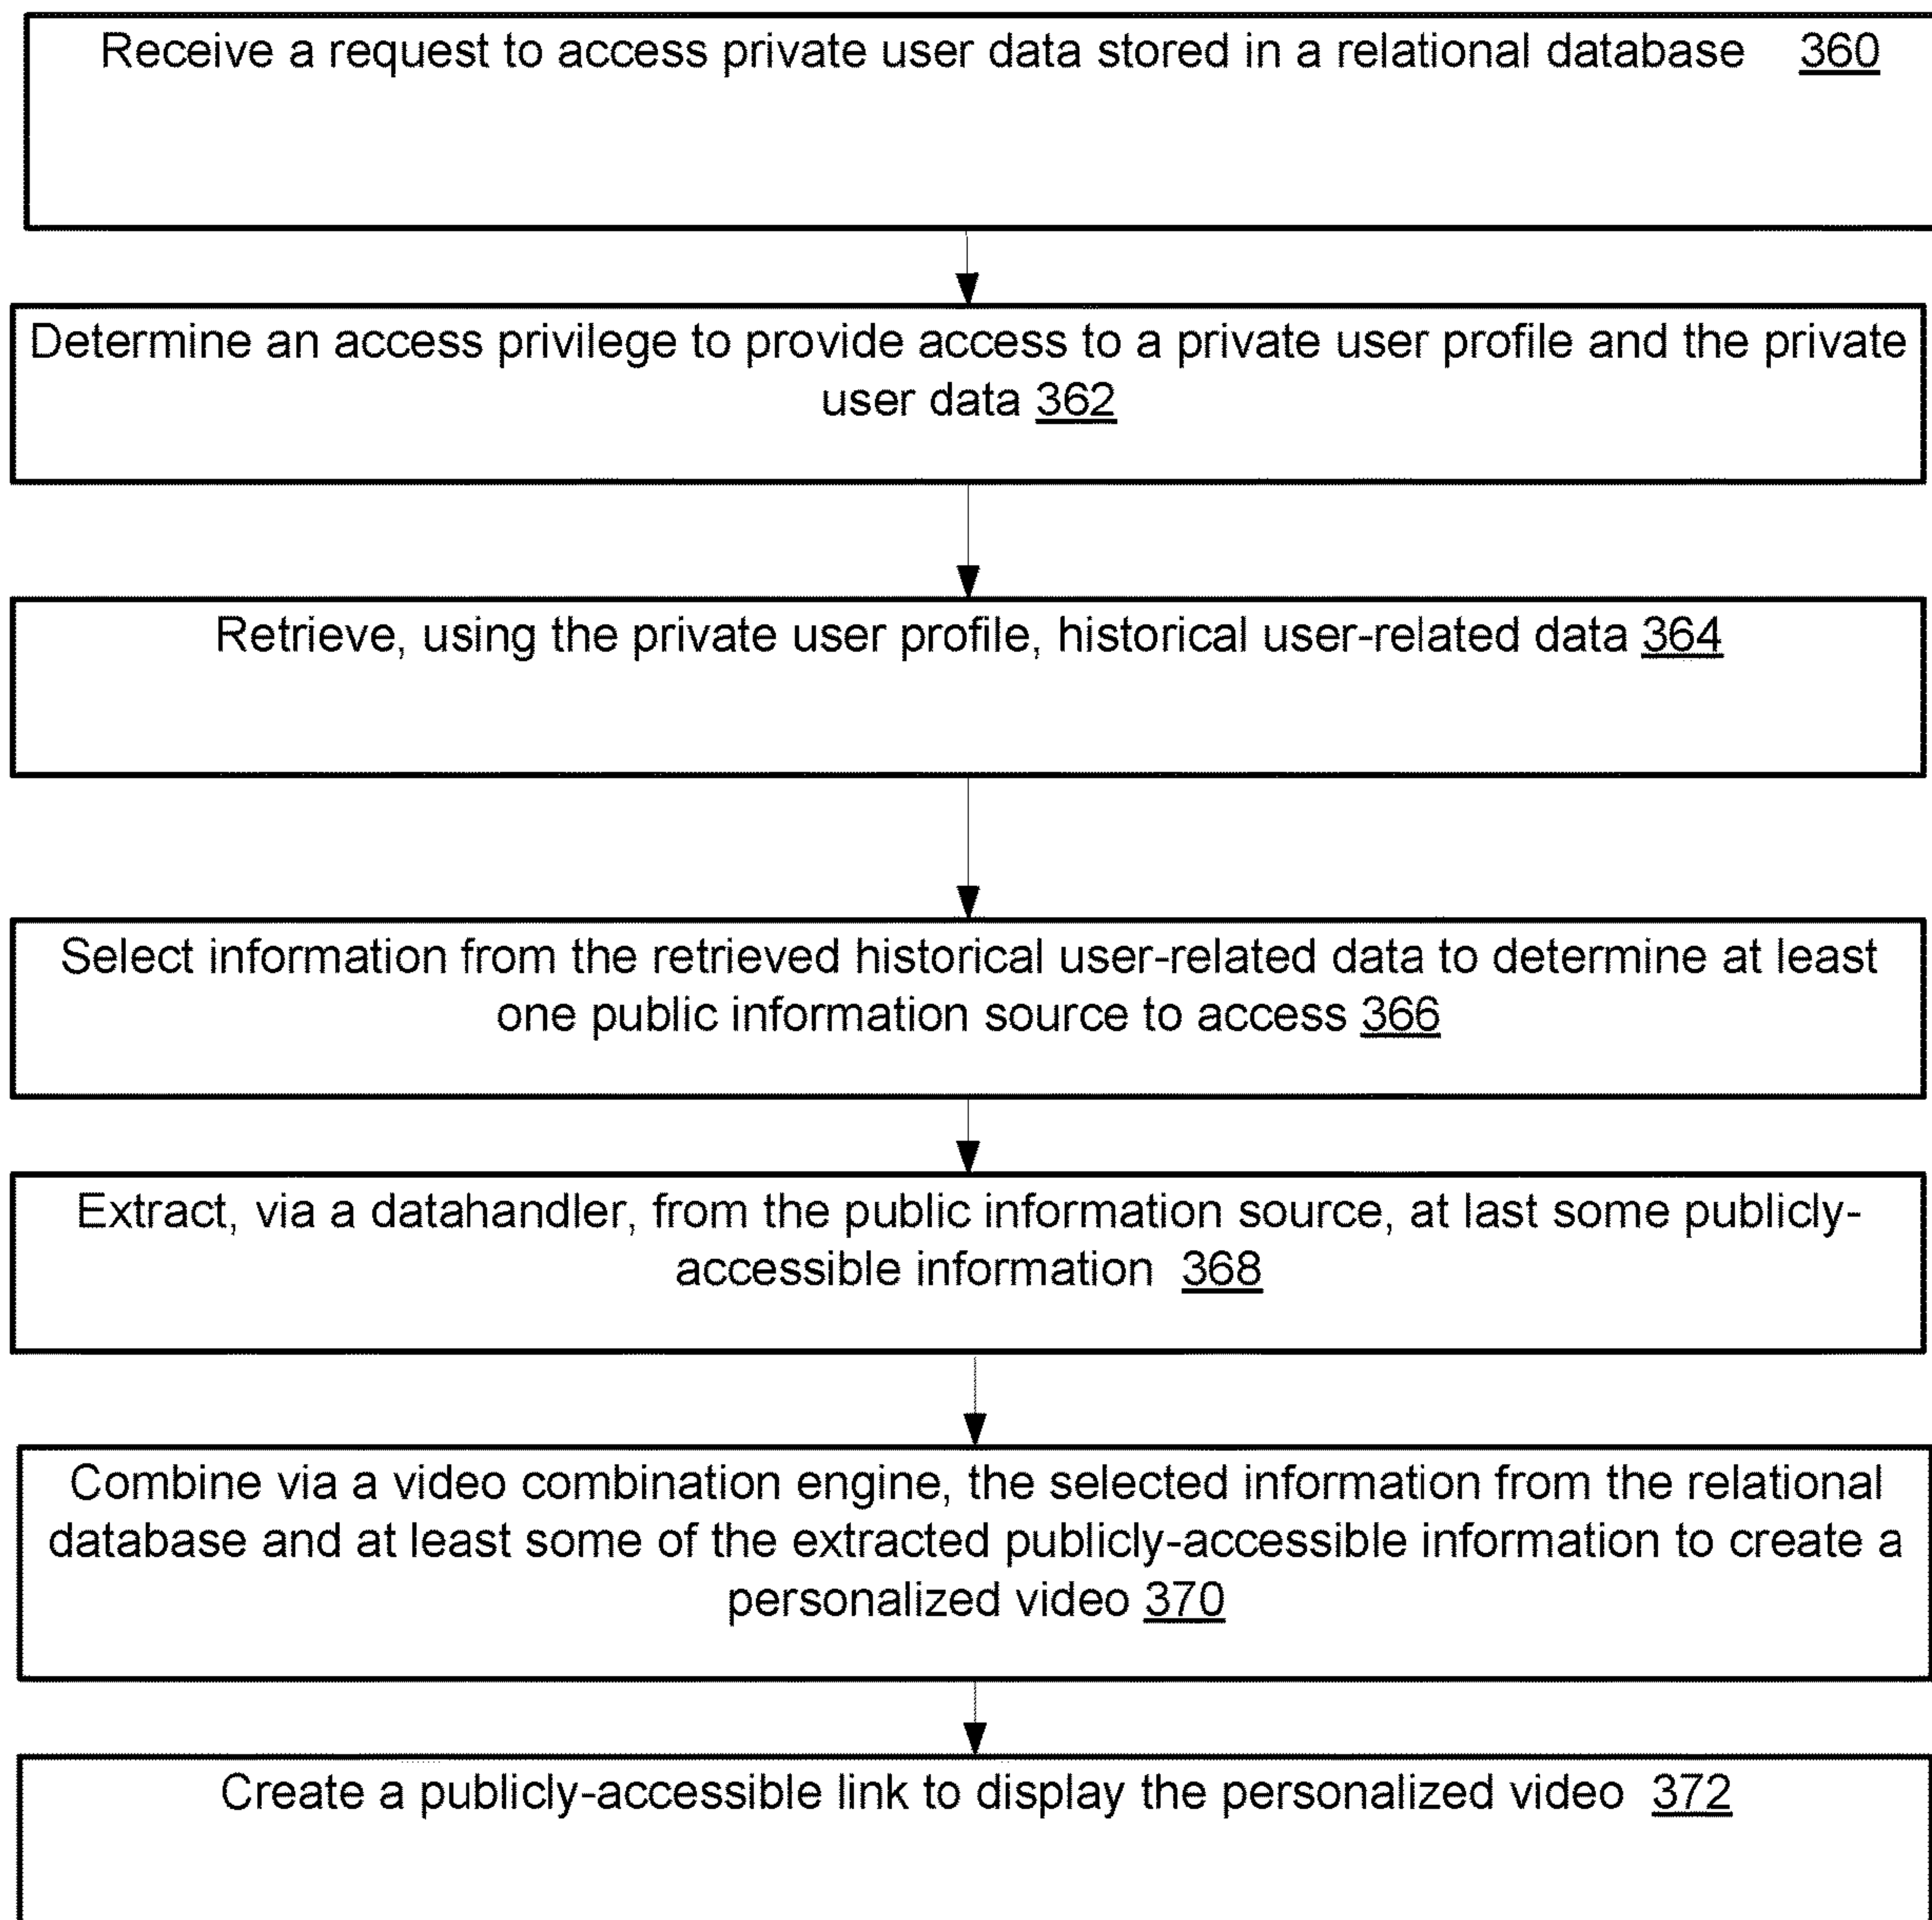 Receive a request to access private user data stored in a relational database 360
Determine an access privilege to provide access to a private user profile and the private
user data 362
Retrieve, using the private user profile, historical user-related data 364
Select information from the retrieved historical user-related data to determine at least
one public information source to access 366
Extract, via a datahandler, from the public information source, at last some publicly-
accessible information 368
Combine via a video combination engine, the selected information from the relational
database and at least some of the extracted publicly-accessible information to create a
personalized video 370
Create a publicly-accessible link to display the personalized video 372